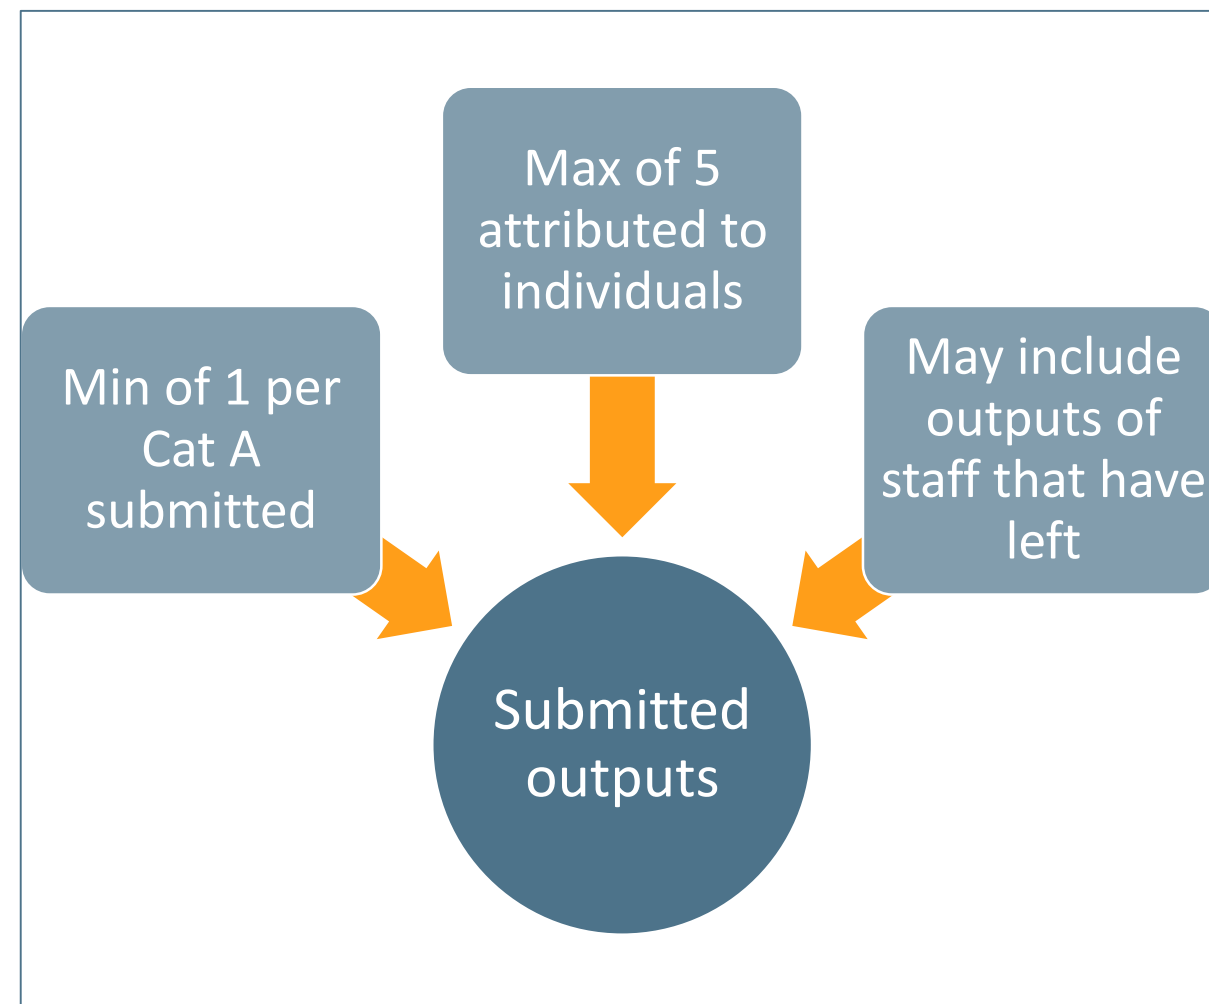 Max of 5
attributed to
individuals
Min of 1 per
Cat A
submitted
May include
outputs of
staff that have
left
Submitted
outputs